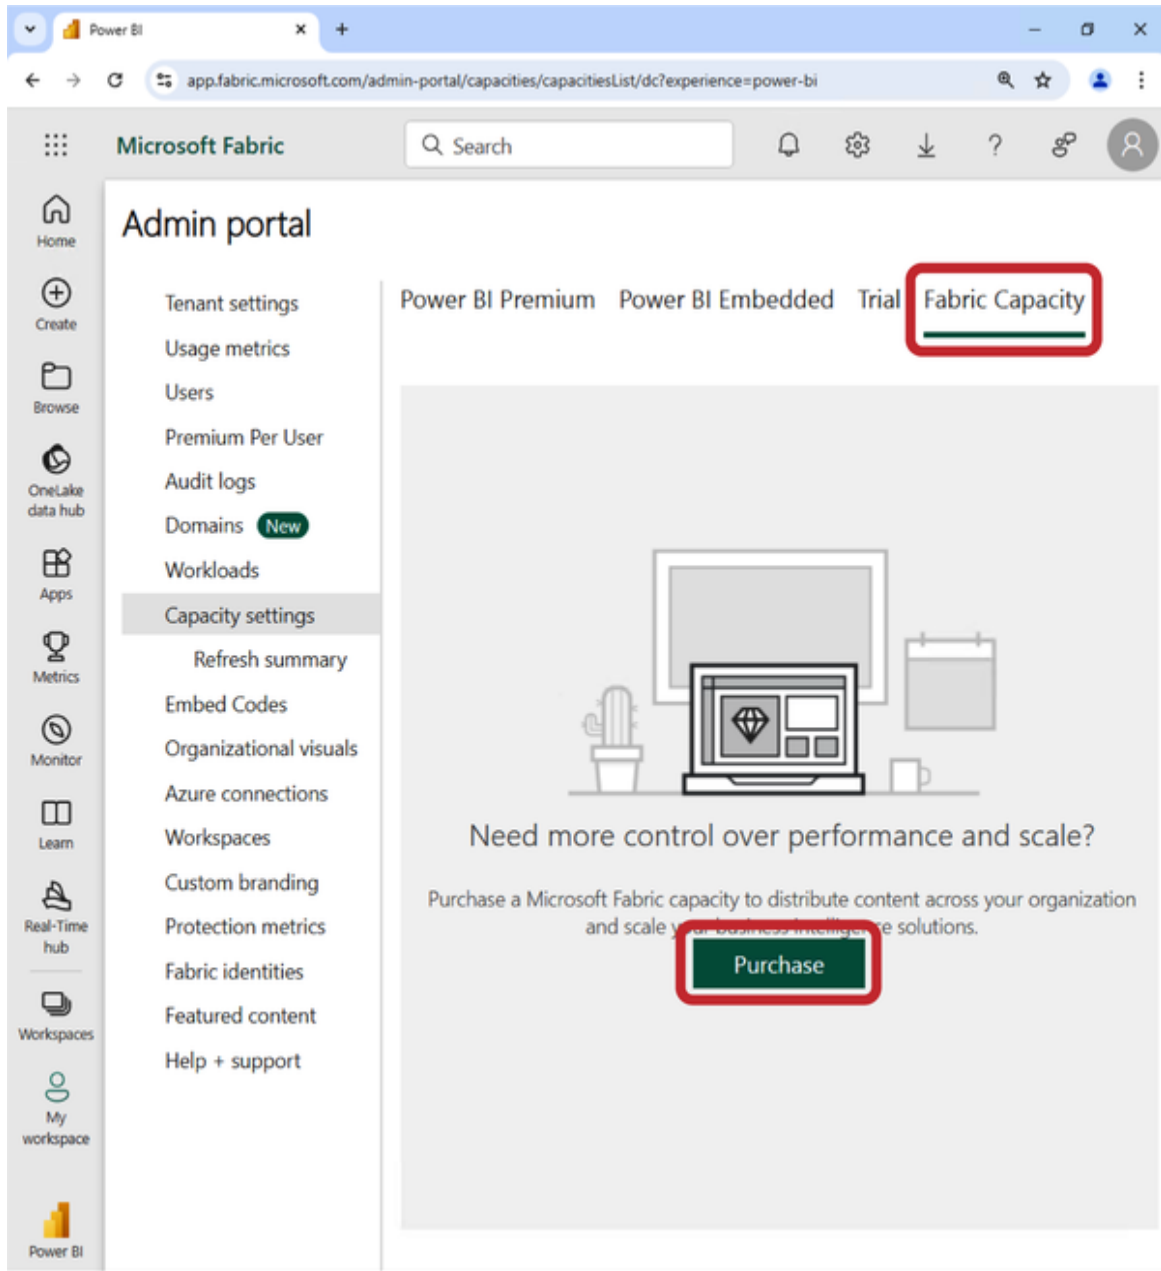 Power BI
app.fabric.microsoft.com/admin-portal/capacities/capacitiesList/dc?experience=power-bi
Microsoft Fabric
Search
Home
Create
Browse
OneLake
data hub
Apps
Metrics
Monitor
Learn
Real-Time
hub
Workspaces
My
workspace
Power BI
Admin portal
Tenant settings
Usage metrics
Users
Premium Per User
Audit logs
Domains New
Workloads
Capacity settings
Refresh summary
Embed Codes
Organizational visuals
Azure connections
Workspaces
Custom branding
Protection metrics
Fabric identities
Featured content
Help + support
Power BI Premium Power BI Embedded Trial Fabric Capacity
Need more control over performance and scale?
Purchase a Microsoft Fabric capacity to distribute content across your organization
and scale your business intelligence solutions.
Purchase